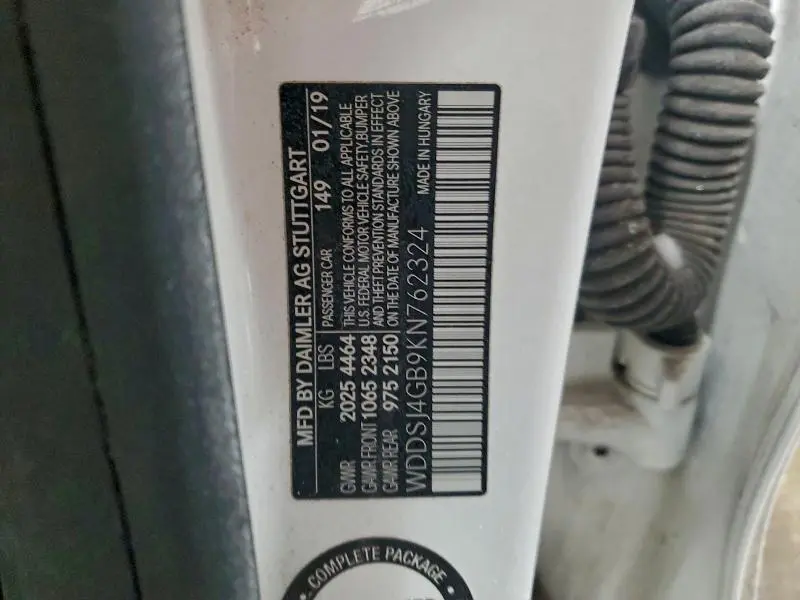 MFD BY DAIMLER AG STUTTGART
KG LBS PASSENGER CAR 149 01/19
GVWR 2025 4464 THIS VEHICLE CONFORMS TO ALL APPLICABLE
GAWR FRONT 1065 2348 U.S. FEDERAL MOTOR VEHICLE SAFETY,BUMPER
GAWR REAR 975 2150 AND THEFT PREVENTION STANDARDS IN EFFECT
ON THE DATE OF MANUFACTURE SHOWN ABOVE
WDDSJ4GB9KN762324 MADE IN HUNGARY
• COMPLETE PACKAGE •